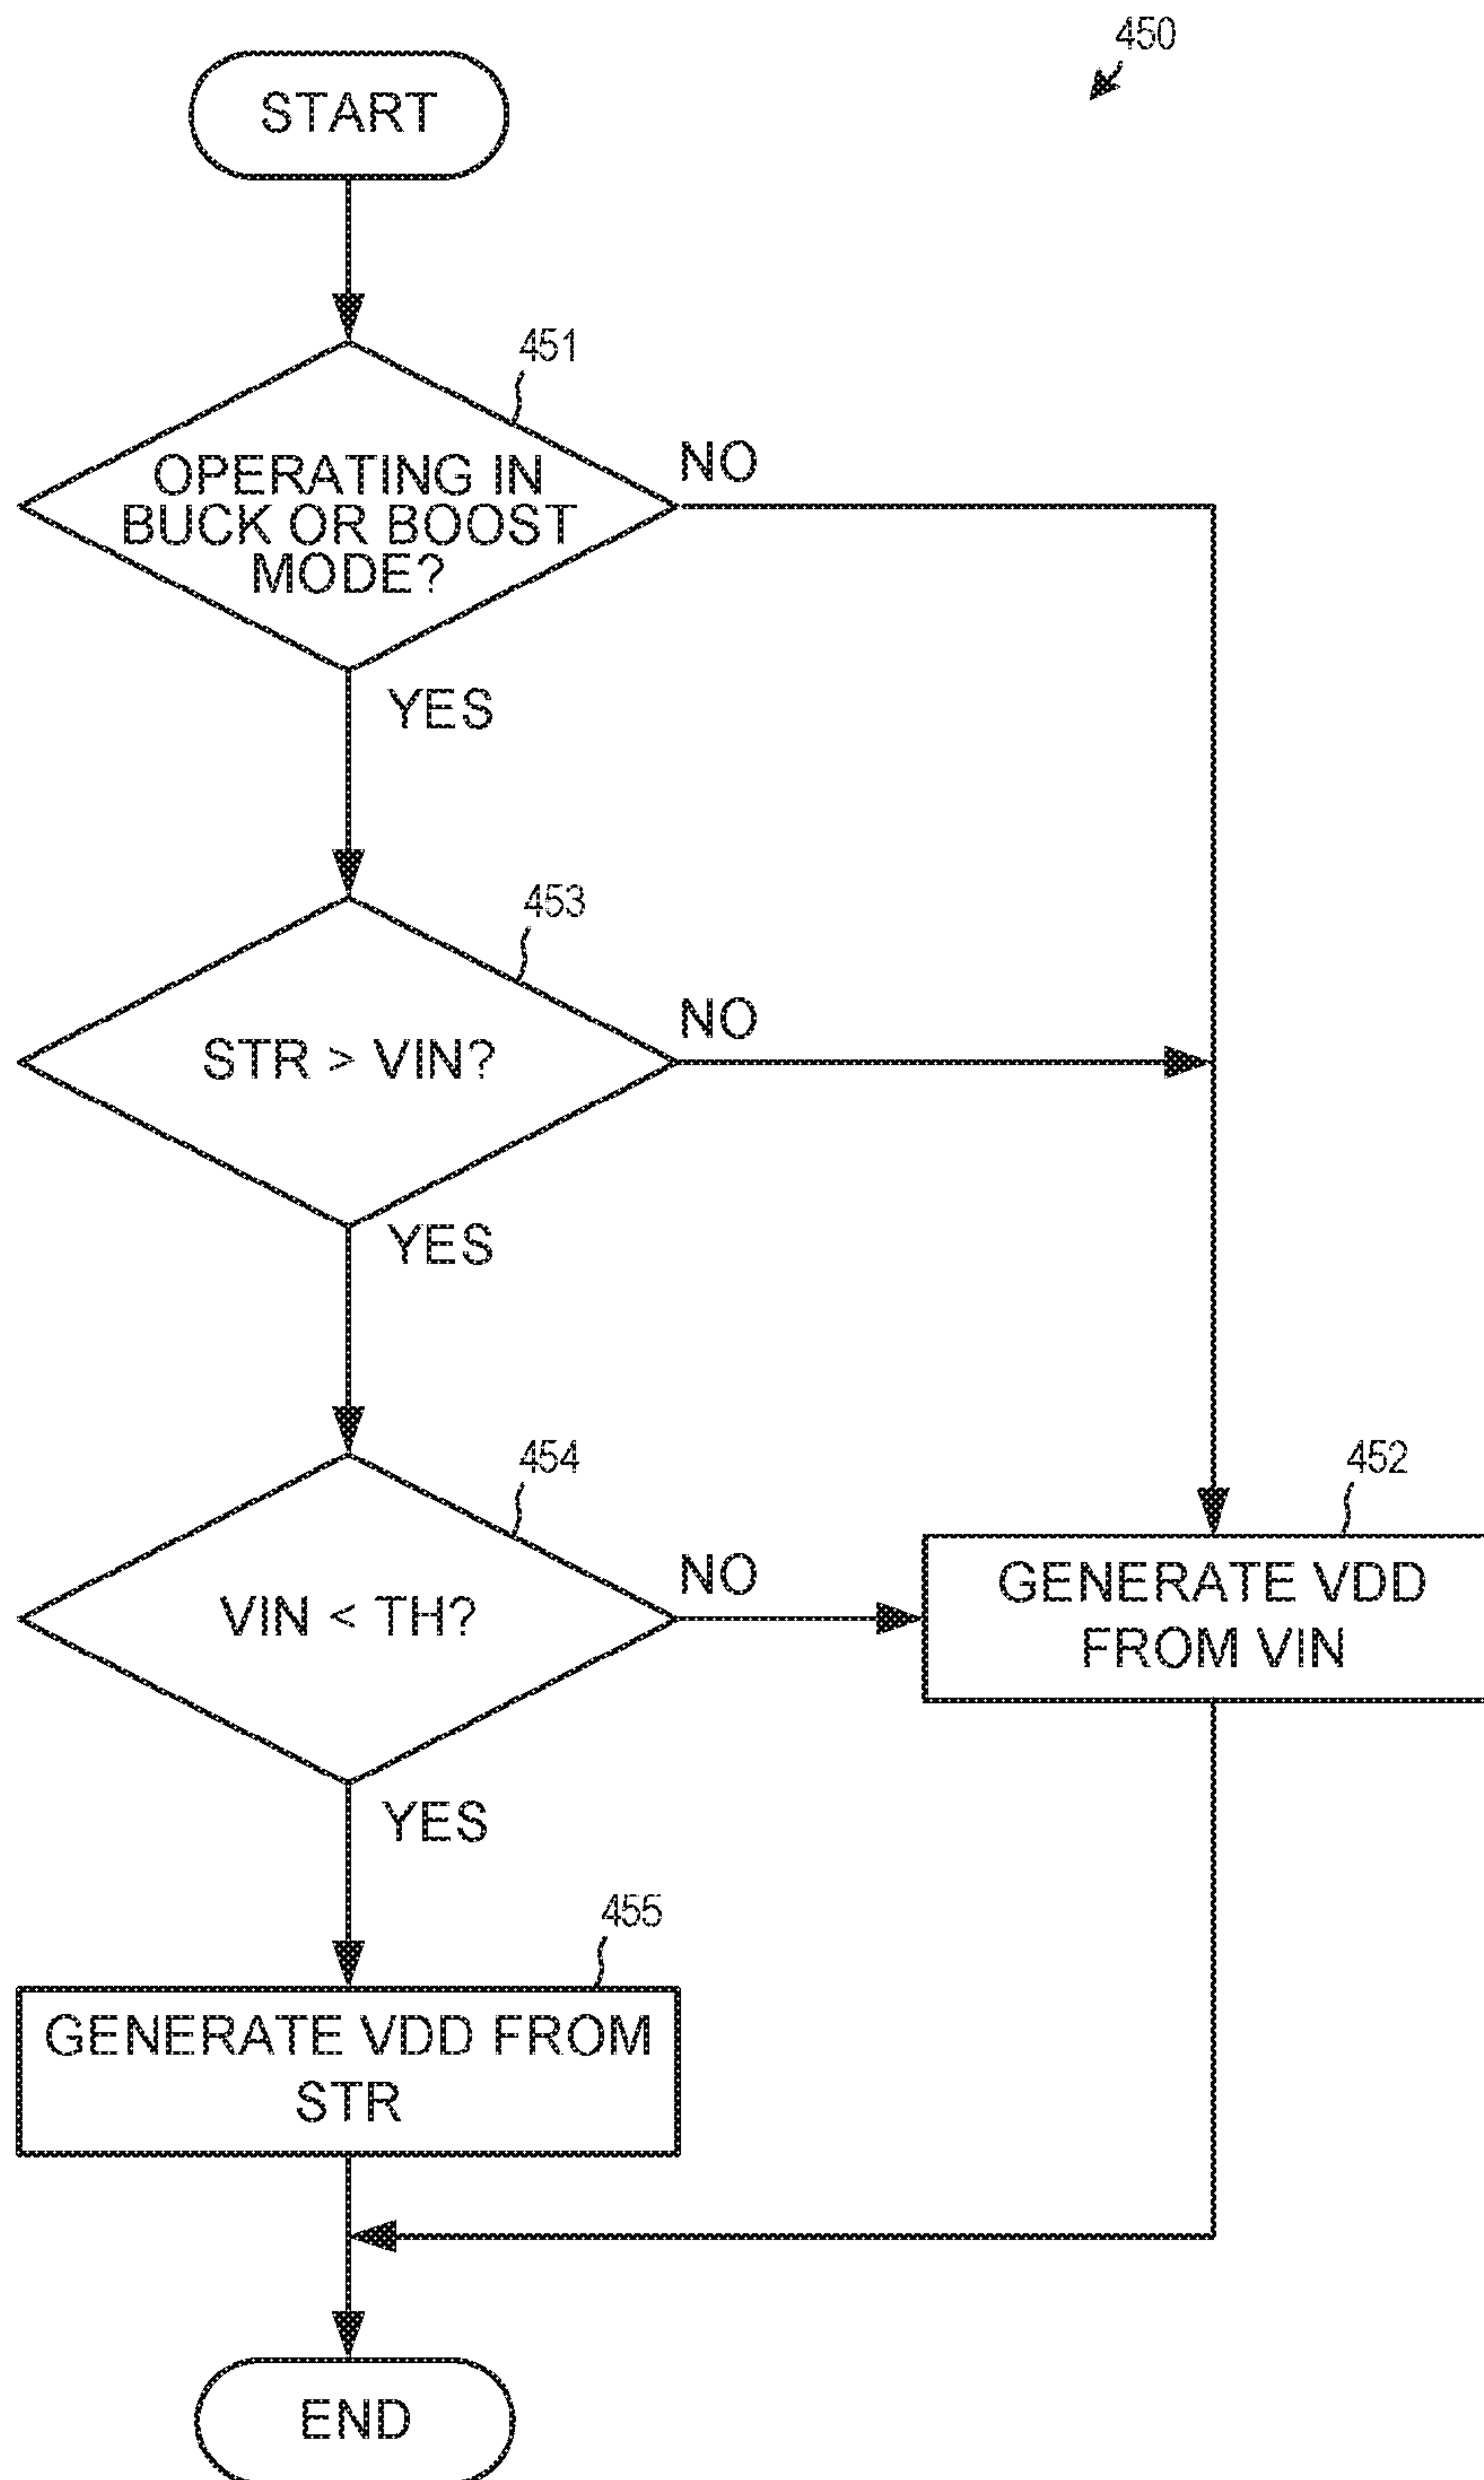 450
START
451
OPERATING IN
BUCK OR BOOST
MODE?
NO
YES
453
STR > VIN?
NO
YES
454
VIN < TH?
NO
YES
452
GENERATE VDD
FROM VIN
455
GENERATE VDD FROM
STR
END